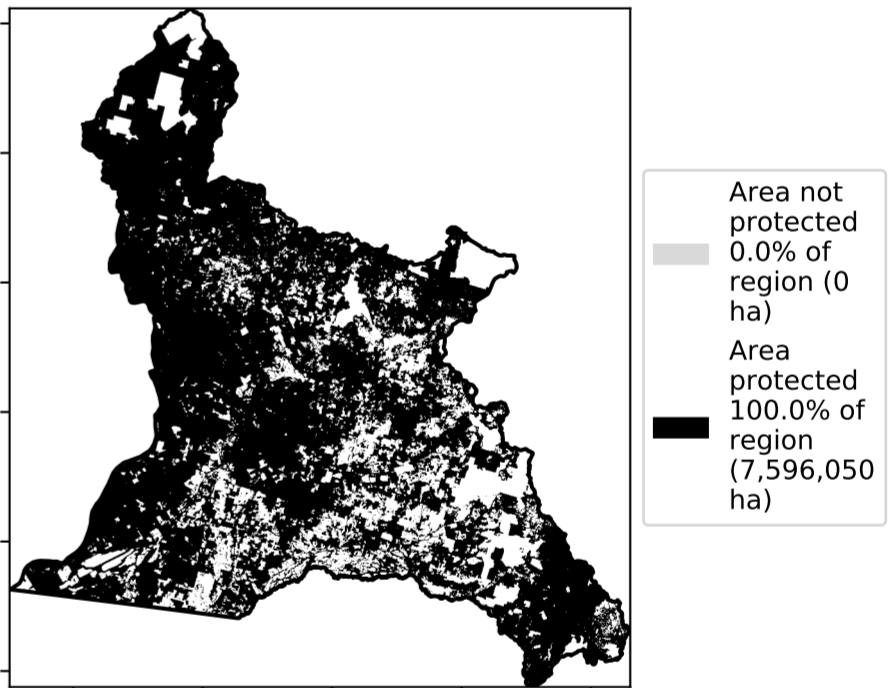 Area not
protected
0.0% of
region (0
ha)
Area
protected
100.0% of
region
(7,596,050
ha)